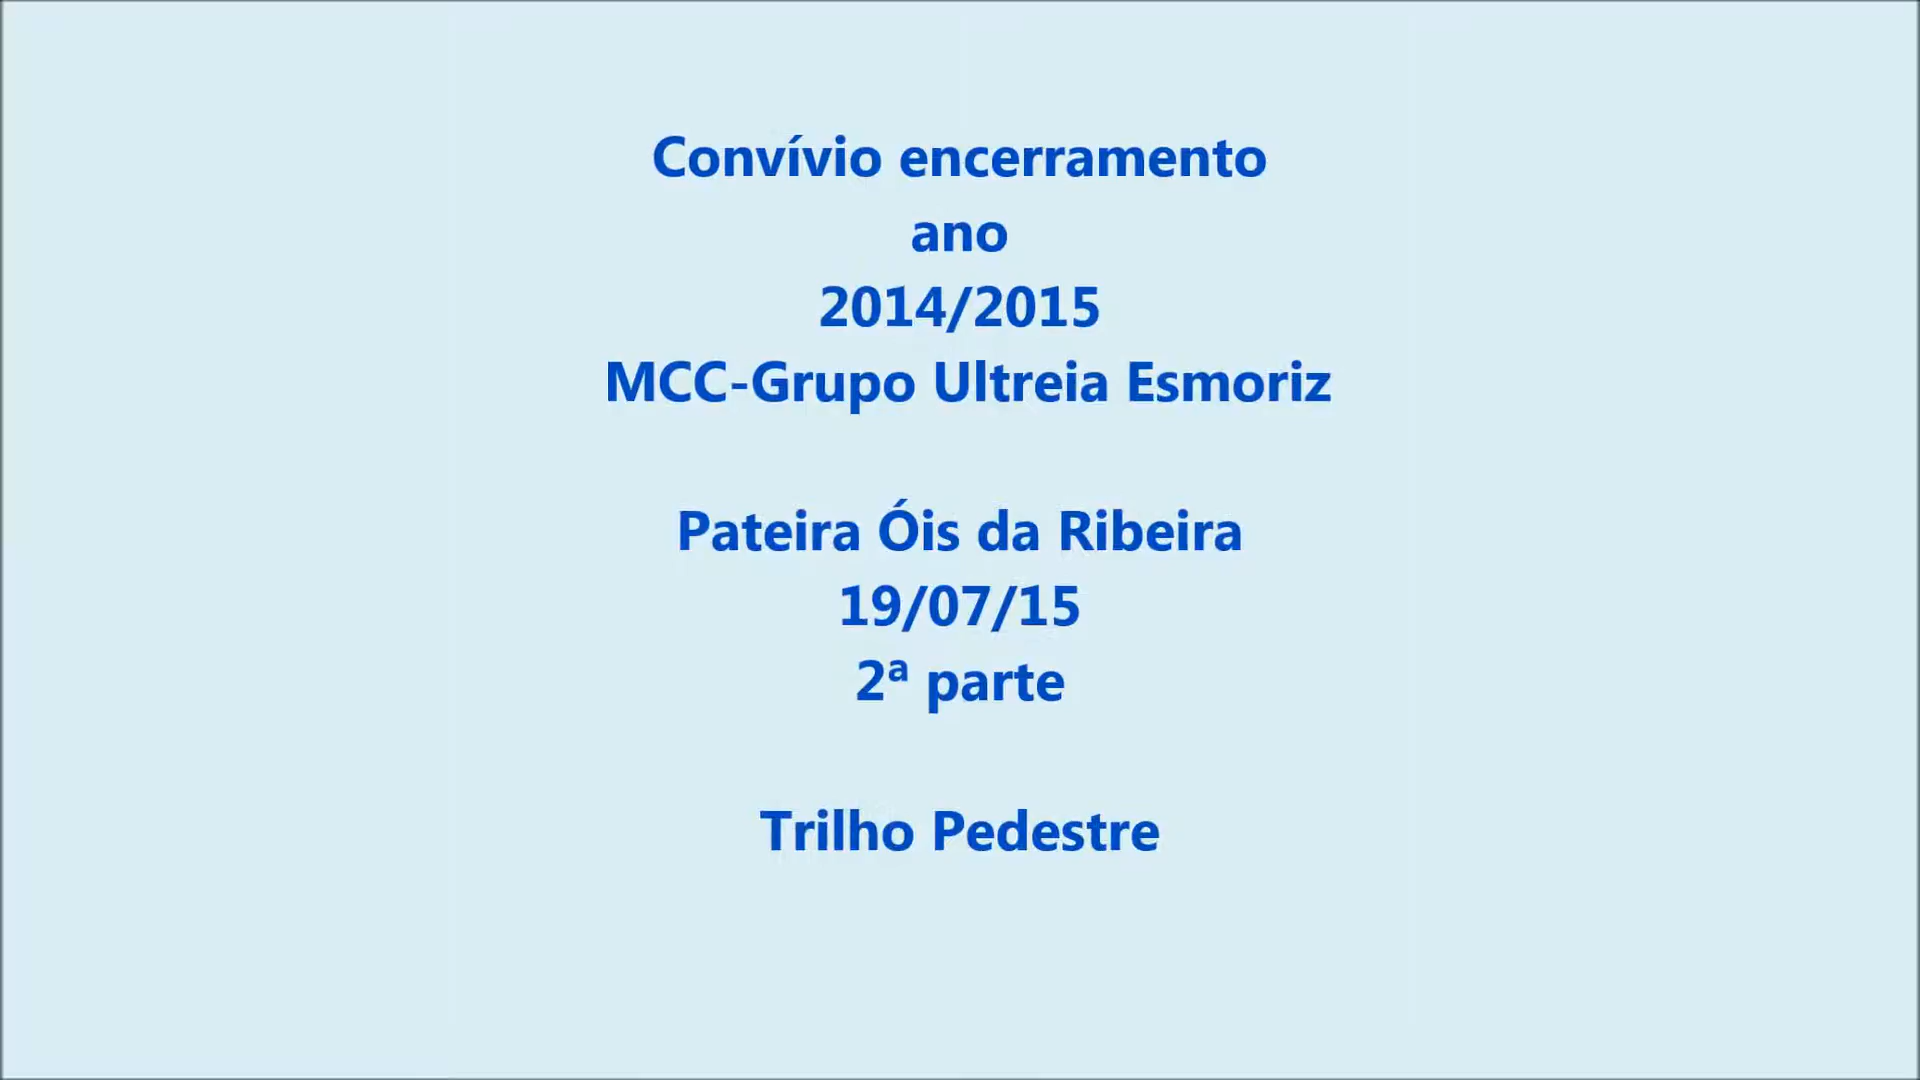 Convívio encerramento
ano
2014/2015
MCC-Grupo Ultreia Esmoriz
Pateira Óis da Ribeira
19/07/15
2ª parte
Trilho Pedestre